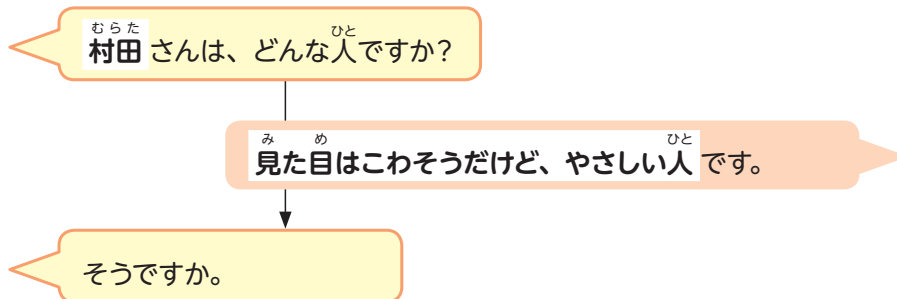 むらた ひと
村田さんは、どんな人ですか？
み め ひと
見た目はこわそうだけど、やさしい人です。
そうですか。